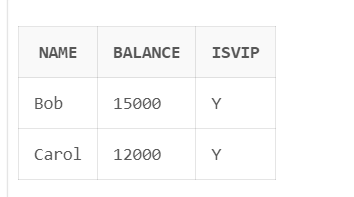 NAME BALANCE ISVIP
Bob 15000 Y
Carol 12000 Y